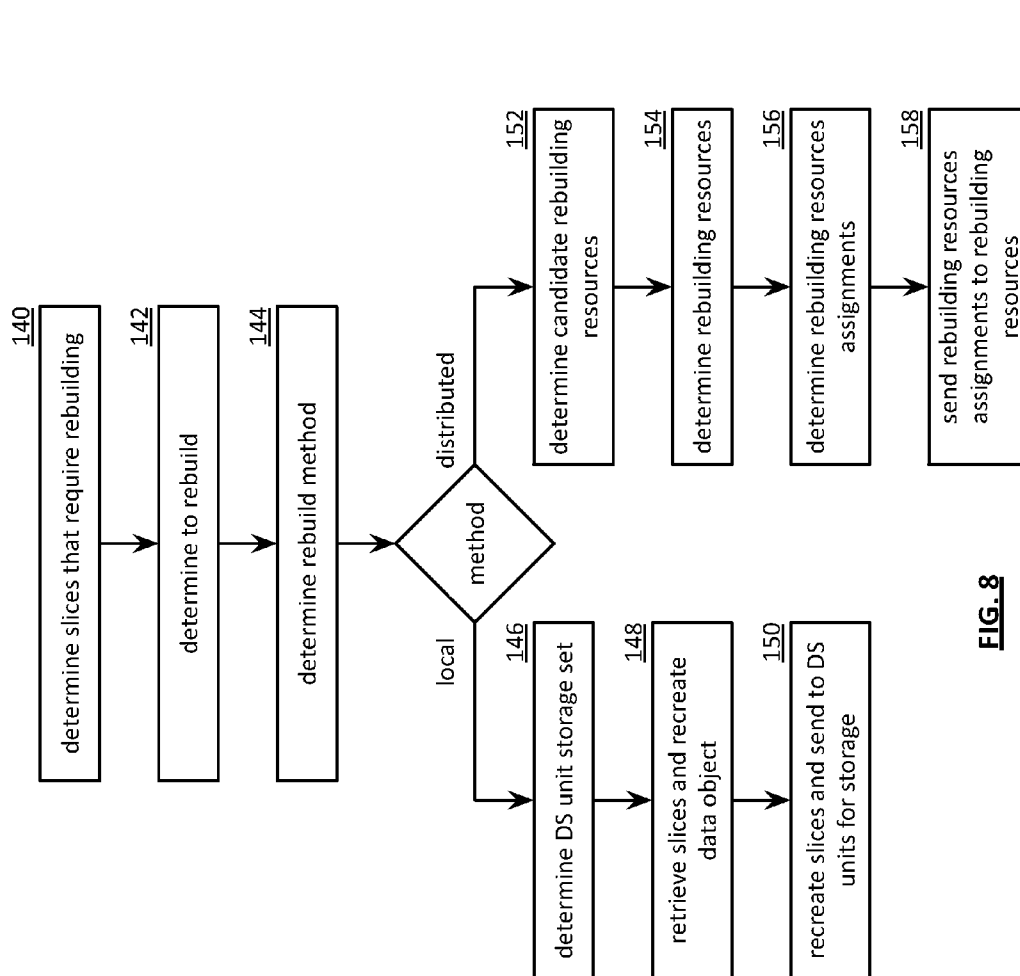 140
determine slices that require rebuilding
142
determine to rebuild
144
determine rebuild method
method
local
distributed
146
determine DS unit storage set
148
retrieve slices and recreate
data object
150
recreate slices and send to DS
units for storage
152
determine candidate rebuilding
resources
154
determine rebuilding resources
156
determine rebuilding resources
assignments
158
send rebuilding resources
assignments to rebuilding
resources
FIG. 8